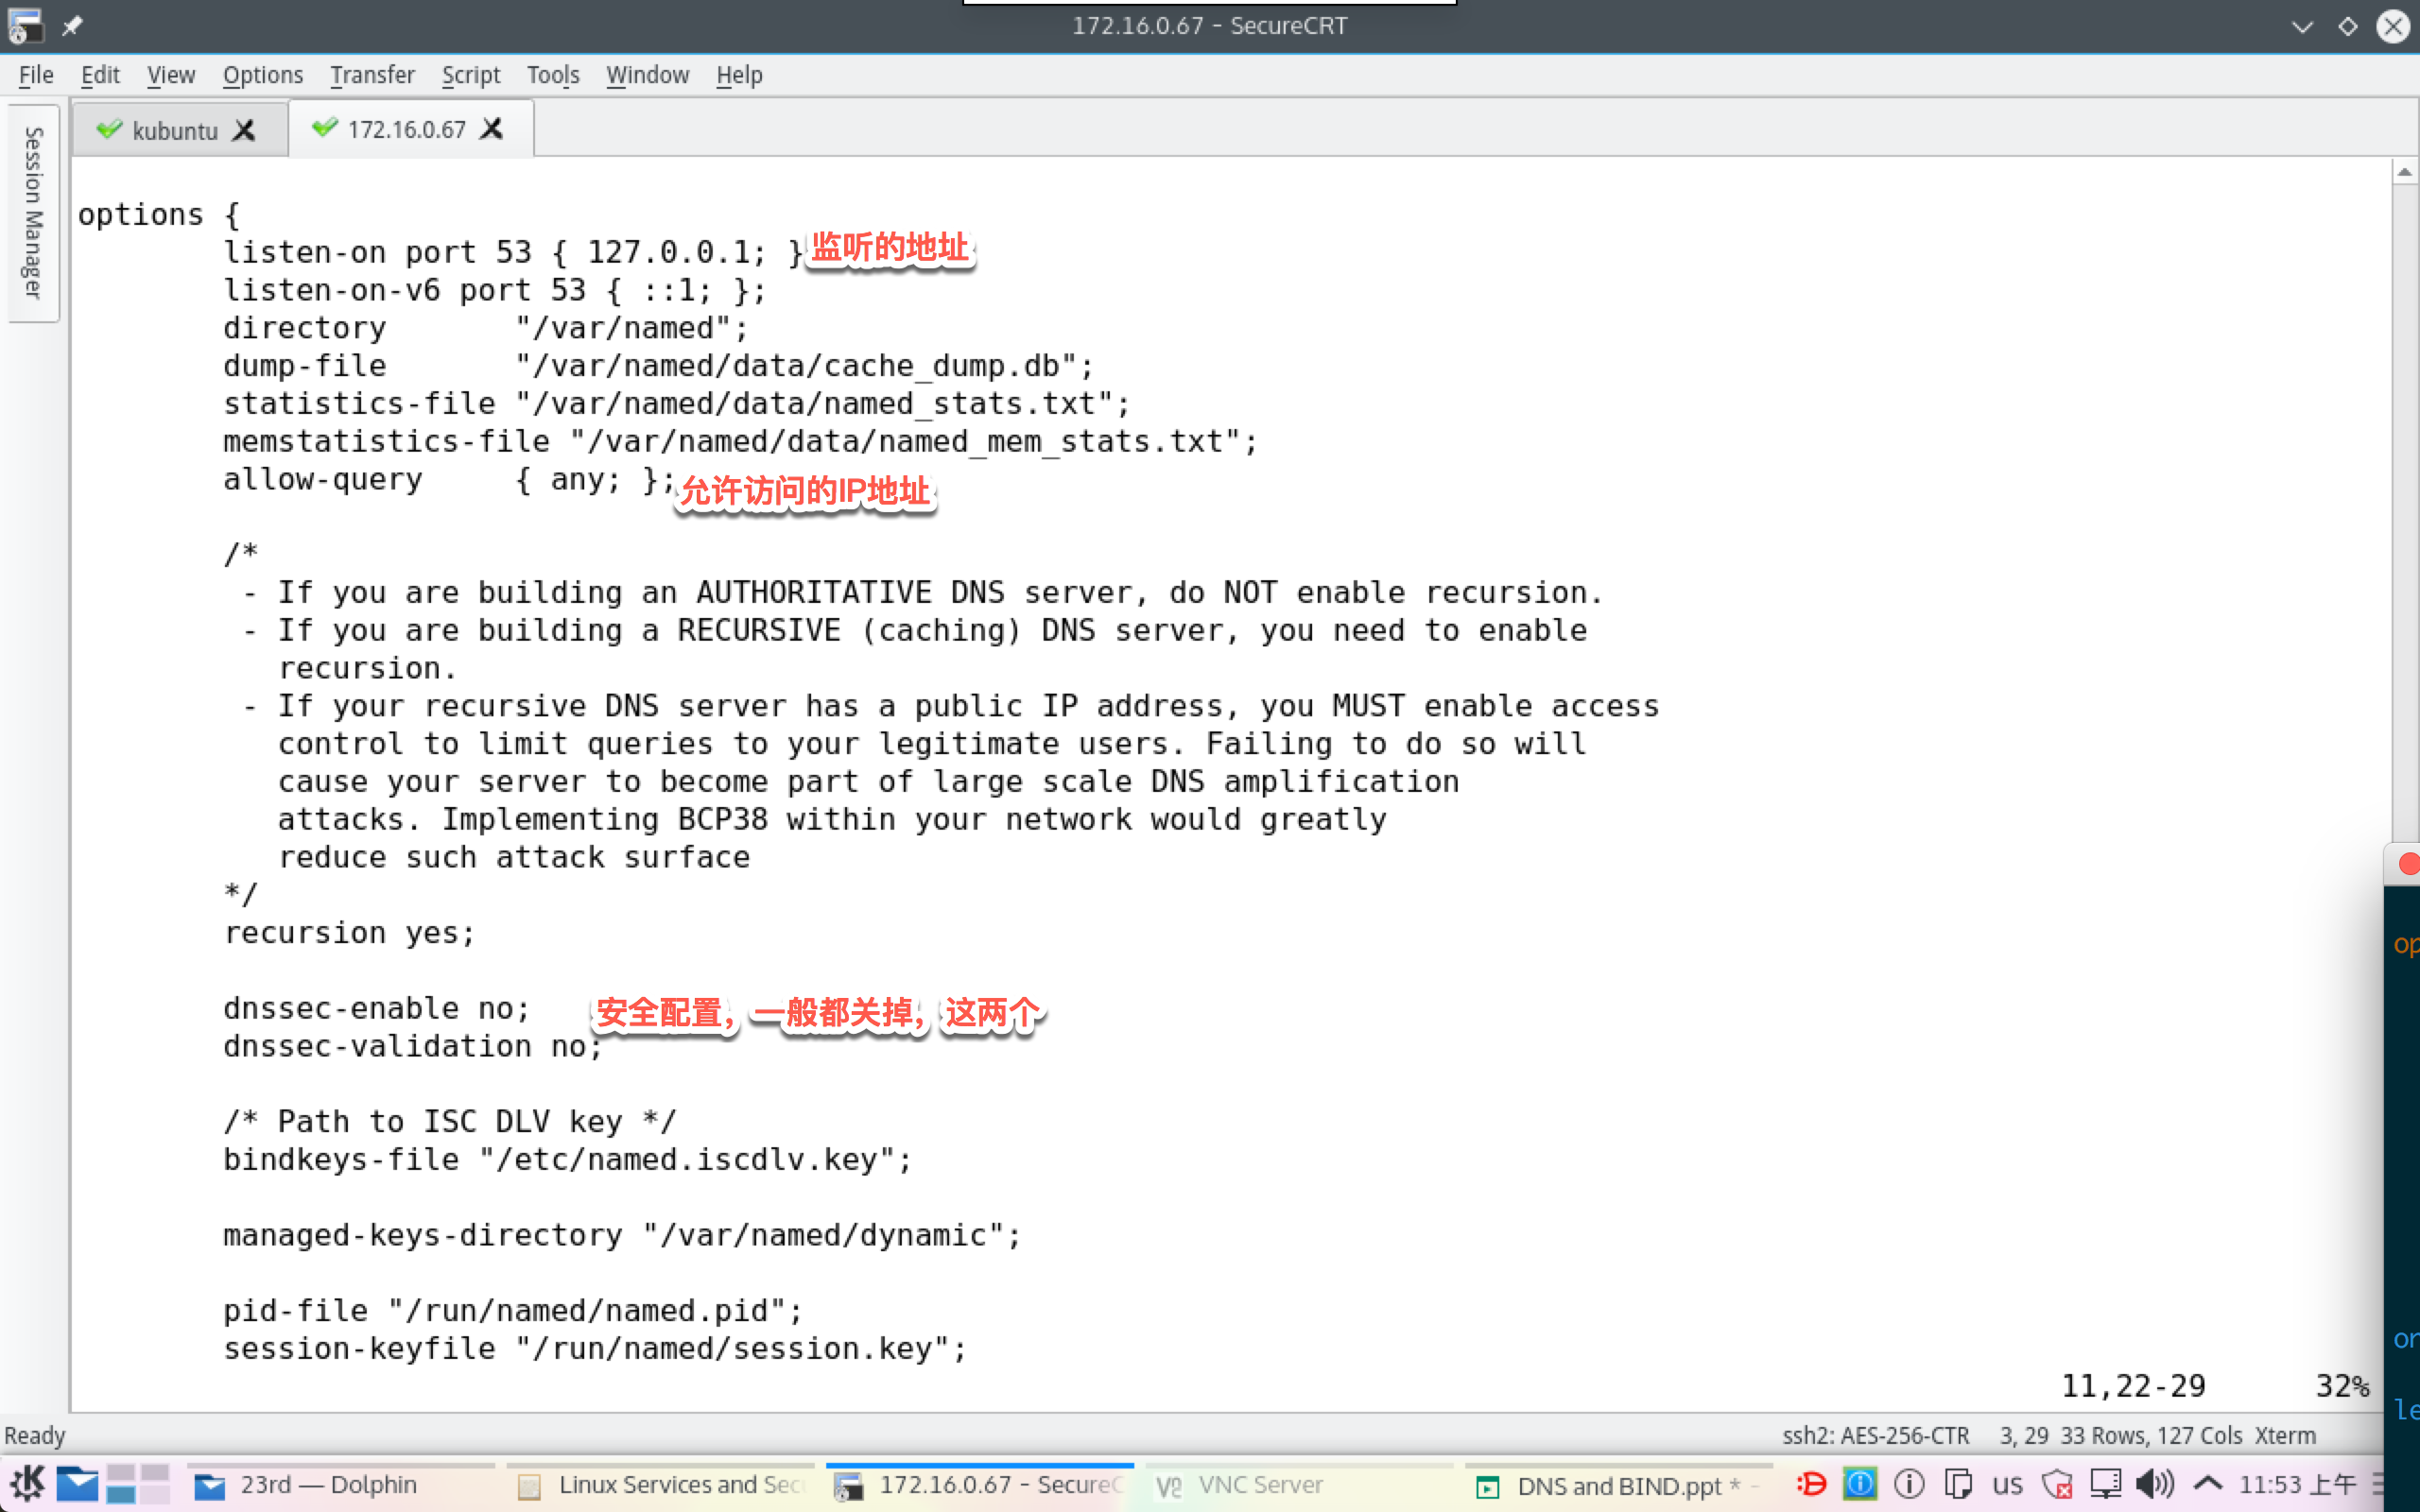 172.16.0.67 - SecureCRT
File Edit View Options Transfer Script Tools Window Help
kubuntu 172.16.0.67
Session Manager
options {
listen-on port 53 { 127.0.0.1; } 监听的地址
listen-on-v6 port 53 { ::1; };
directory "/var/named";
dump-file "/var/named/data/cache_dump.db";
statistics-file "/var/named/data/named_stats.txt";
memstatistics-file "/var/named/data/named_mem_stats.txt";
allow-query { any; }; 允许访问的IP地址
/*
- If you are building an AUTHORITATIVE DNS server, do NOT enable recursion.
- If you are building a RECURSIVE (caching) DNS server, you need to enable
recursion.
- If your recursive DNS server has a public IP address, you MUST enable access
control to limit queries to your legitimate users. Failing to do so will
cause your server to become part of large scale DNS amplification
attacks. Implementing BCP38 within your network would greatly
reduce such attack surface
*/
recursion yes;
dnssec-enable no; 安全配置，一般都关掉，这两个
dnssec-validation no;
/* Path to ISC DLV key */
bindkeys-file "/etc/named.iscdlv.key";
managed-keys-directory "/var/named/dynamic";
pid-file "/run/named/named.pid";
session-keyfile "/run/named/session.key";
11,22-29 32%
op
or
le
Ready ssh2: AES-256-CTR 3, 29 33 Rows, 127 Cols Xterm
23rd — Dolphin Linux Services and Sec 172.16.0.67 - SecureC VNC Server DNS and BIND.ppt * - us 11:53 上午